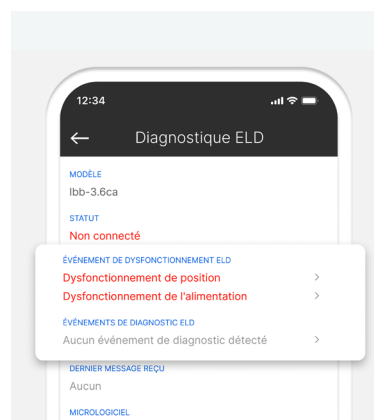 12:34
Diagnostique ELD
MODÈLE
Ibb-3.6ca
STATUT
Non connecté
ÉVÉNEMENT DE DYSFONCTIONNEMENT ELD
Dysfonctionnement de position
Dysfonctionnement de l'alimentation
ÉVÉNEMENTS DE DIAGNOSTIC ELD
Aucun événement de diagnostic détecté
DERNIER MESSAGE REÇU
Aucun
MICROLOGICIEL